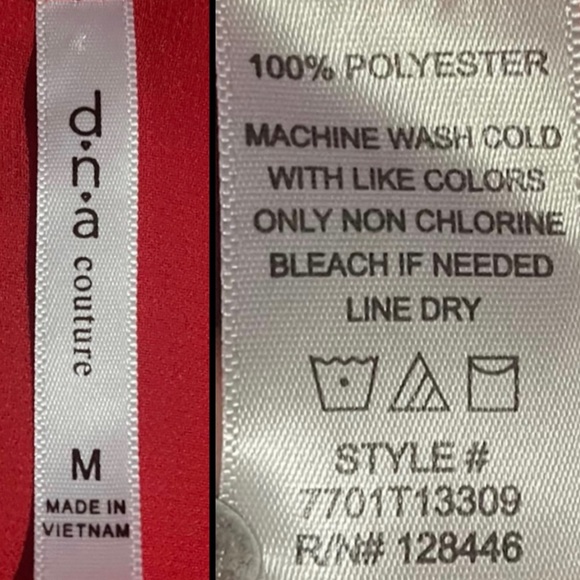 d.n.a couture
M
MADE IN
VIETNAM
100% POLYESTER
MACHINE WASH COLD
WITH LIKE COLORS
ONLY NON CHLORINE
BLEACH IF NEEDED
LINE DRY
STYLE #
7701T13309
R/N# 128446